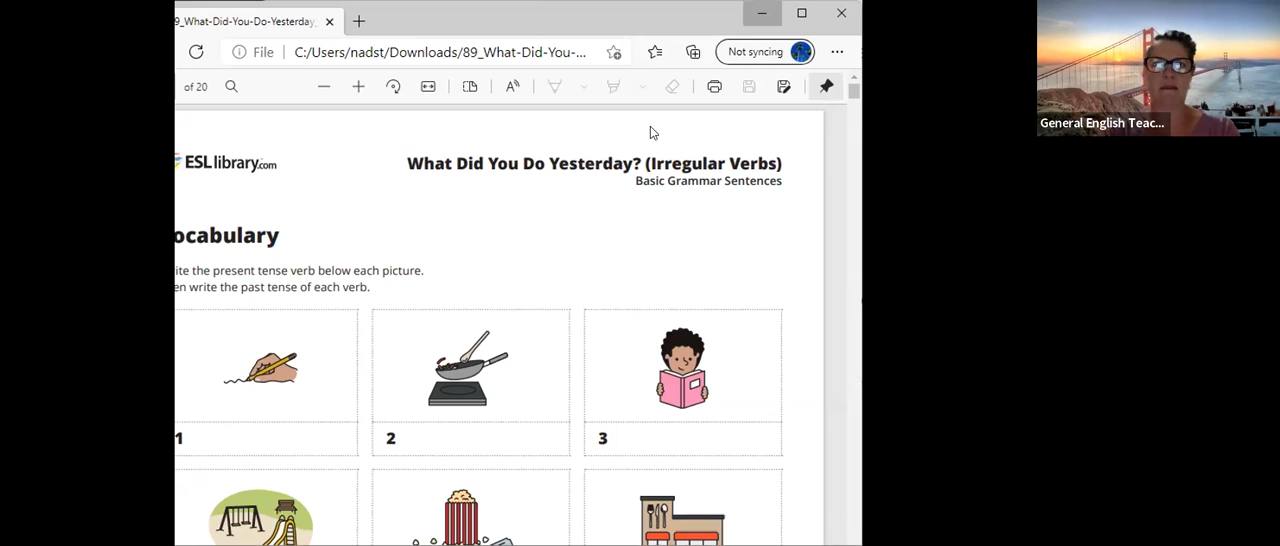 89_What-Did-You-Do-Yesterday
File
C:/Users/nadst/Downloads/89_What-Did-You-...
Not syncing
of 20
General English Teac...
ESLlibrary.com
What Did You Do Yesterday? (Irregular Verbs)
Basic Grammar Sentences
ocabulary
ite the present tense verb below each picture.
en write the past tense of each verb.
1
2
3